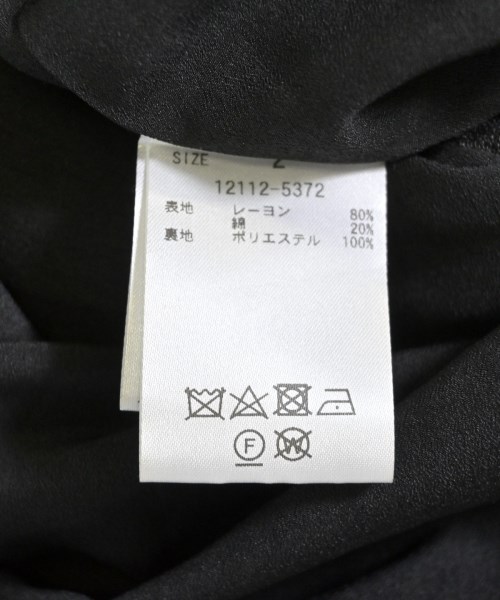 SIZE 2
12112-5372
表地 レーヨン 80%
綿 20%
裏地 ポリエステル 100%
F W